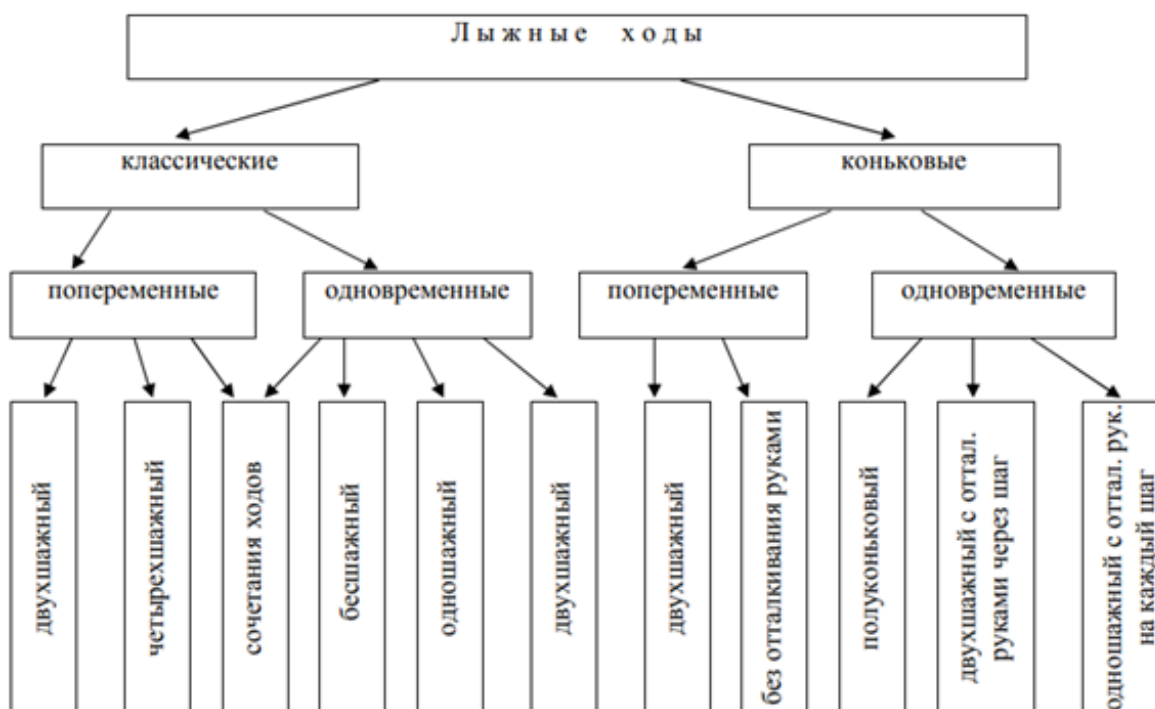 Лыжные ходы
классические
коньковые
попеременные
одновременные
попеременные
одновременные
двухшажный
четырехшажный
сочетания ходов
бесшажный
одношажный
двухшажный
двухшажный
без отталкивания руками
полуконьковый
двухшажный с оттал.
руками через шаг
одношажный с оттал. рук.
на каждый шаг